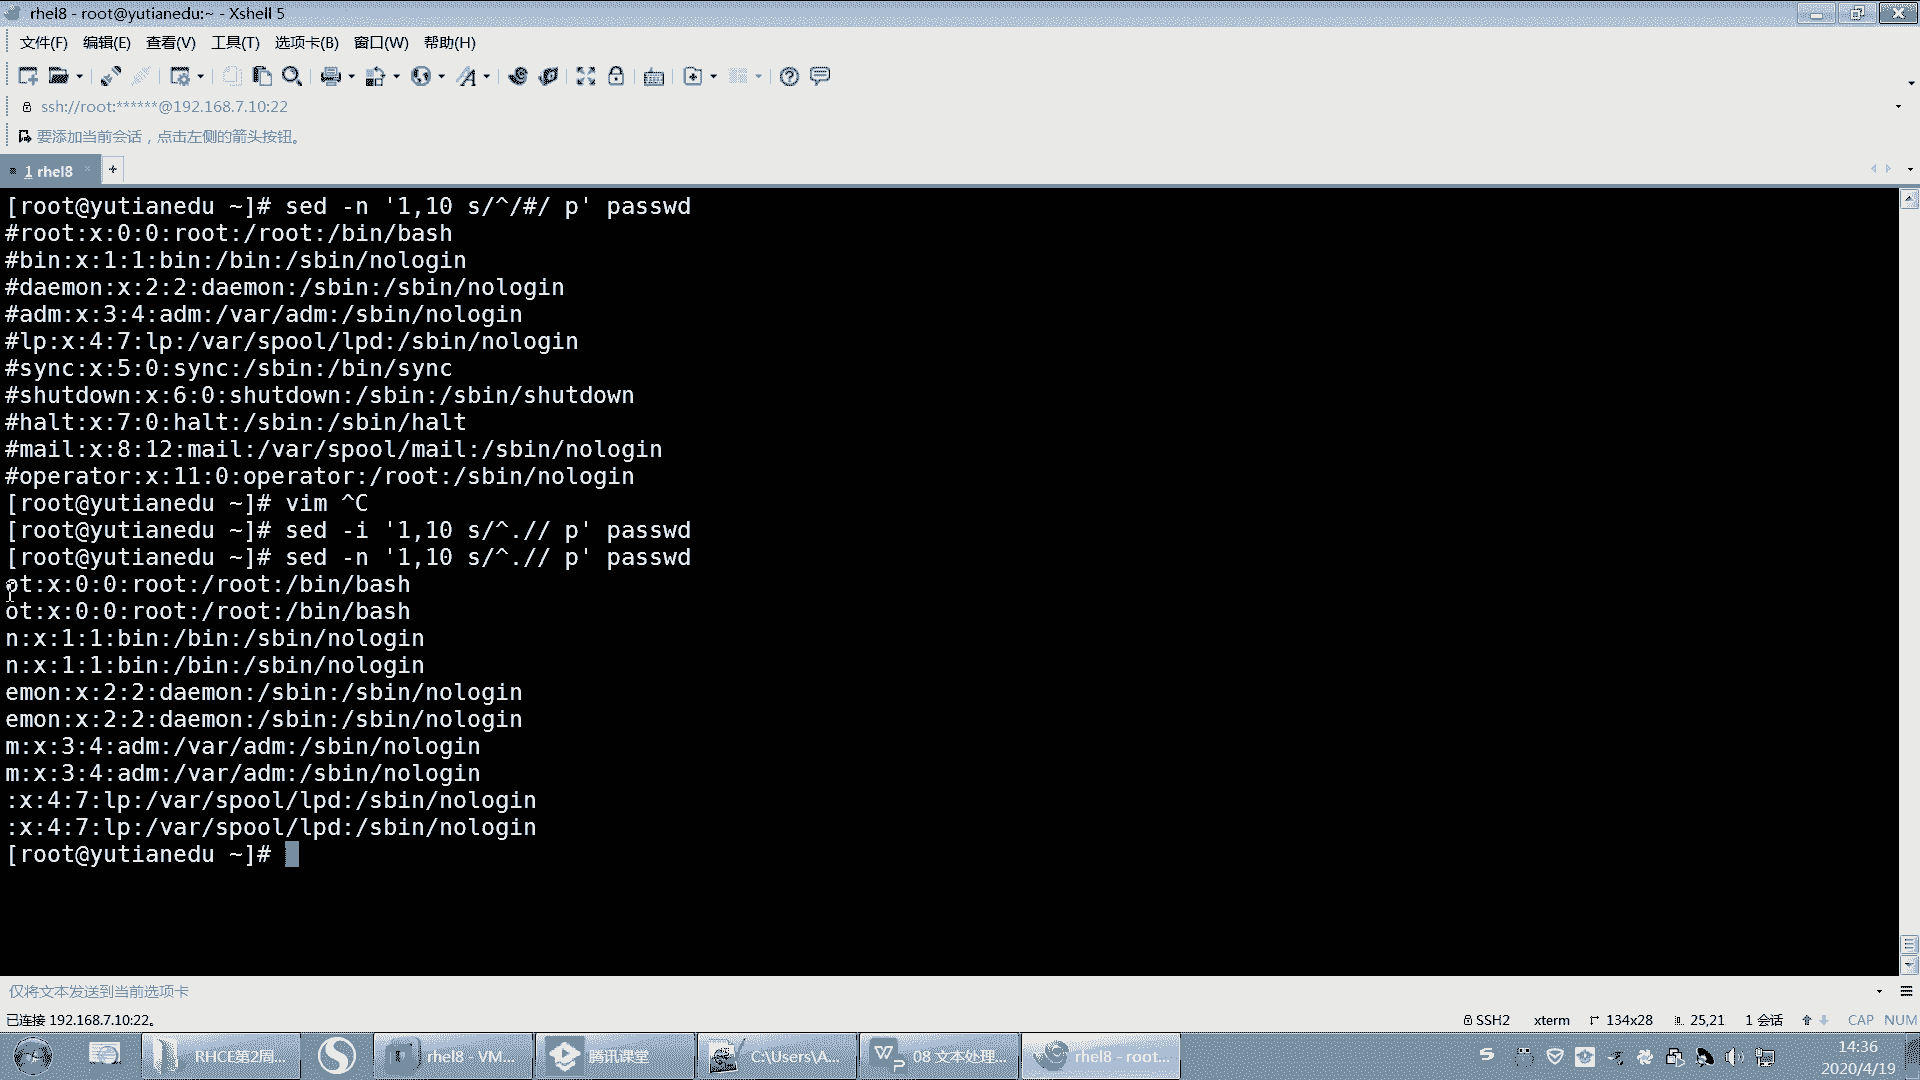 rhel8 - root@yutianedu:~ - Xshell 5
文件(F) 编辑(E) 查看(V) 工具(T) 选项卡(B) 窗口(W) 帮助(H)
ssh://root:******@192.168.7.10:22
要添加当前会话，点击左侧的箭头按钮。
1 rhel8
[root@yutianedu ~]# sed -n '1,10 s/^/#/ p' passwd
#root:x:0:0:root:/root:/bin/bash
#bin:x:1:1:bin:/bin:/sbin/nologin
#daemon:x:2:2:daemon:/sbin:/sbin/nologin
#adm:x:3:4:adm:/var/adm:/sbin/nologin
#lp:x:4:7:lp:/var/spool/lpd:/sbin/nologin
#sync:x:5:0:sync:/sbin:/bin/sync
#shutdown:x:6:0:shutdown:/sbin:/sbin/shutdown
#halt:x:7:0:halt:/sbin:/sbin/halt
#mail:x:8:12:mail:/var/spool/mail:/sbin/nologin
#operator:x:11:0:operator:/root:/sbin/nologin
[root@yutianedu ~]# vim ^C
[root@yutianedu ~]# sed -i '1,10 s/^.// p' passwd
[root@yutianedu ~]# sed -n '1,10 s/^.// p' passwd
ot:x:0:0:root:/root:/bin/bash
ot:x:0:0:root:/root:/bin/bash
n:x:1:1:bin:/bin:/sbin/nologin
n:x:1:1:bin:/bin:/sbin/nologin
emon:x:2:2:daemon:/sbin:/sbin/nologin
emon:x:2:2:daemon:/sbin:/sbin/nologin
m:x:3:4:adm:/var/adm:/sbin/nologin
m:x:3:4:adm:/var/adm:/sbin/nologin
:x:4:7:lp:/var/spool/lpd:/sbin/nologin
:x:4:7:lp:/var/spool/lpd:/sbin/nologin
[root@yutianedu ~]#
仅将文本发送到当前选项卡
已连接 192.168.7.10:22。 SSH2 xterm 134x28 25,21 1 会话 CAP NUM
RHCE第2周... rhel8 - VM... 腾讯课堂 C:\Users\A... 08 文本处理... rhel8 - root... 14:36
2020/4/19